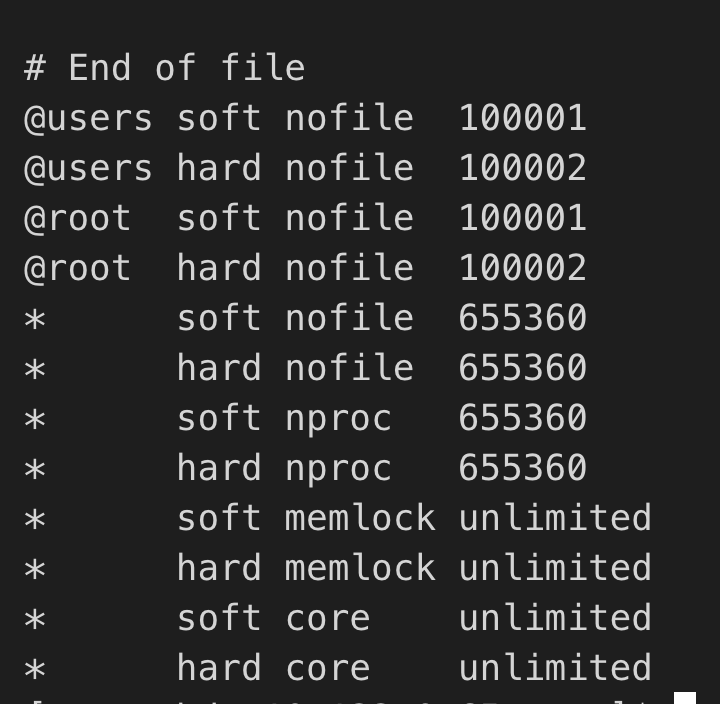 # End of file
@users soft nofile  100001
@users hard nofile  100002
@root  soft nofile  100001
@root  hard nofile  100002
*      soft nofile  655360
*      hard nofile  655360
*      soft nproc   655360
*      hard nproc   655360
*      soft memlock unlimited
*      hard memlock unlimited
*      soft core    unlimited
*      hard core    unlimited